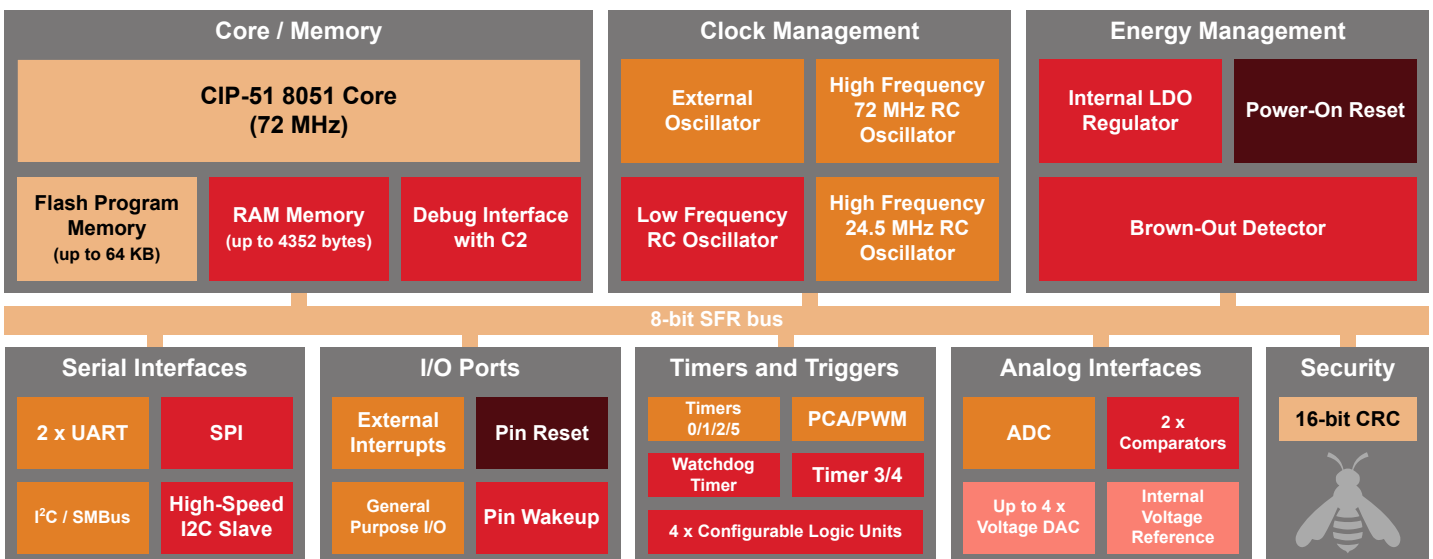 Core / Memory
CIP-51 8051 Core
(72 MHz)
Flash Program
Memory
(up to 64 KB)
RAM Memory
(up to 4352 bytes)
Debug Interface
with C2
Clock Management
External
Oscillator
High Frequency
72 MHz RC
Oscillator
Low Frequency
RC Oscillator
High Frequency
24.5 MHz RC
Oscillator
Energy Management
Internal LDO
Regulator
Power-On Reset
Brown-Out Detector
8-bit SFR bus
Serial Interfaces
2 x UART
SPI
I²C / SMBus
High-Speed
I2C Slave
I/O Ports
External
Interrupts
Pin Reset
General
Purpose I/O
Pin Wakeup
Timers and Triggers
Timers
0/1/2/5
PCA/PWM
Watchdog
Timer
Timer 3/4
4 x Configurable Logic Units
Analog Interfaces
ADC
2 x
Comparators
Up to 4 x
Voltage DAC
Internal
Voltage
Reference
Security
16-bit CRC